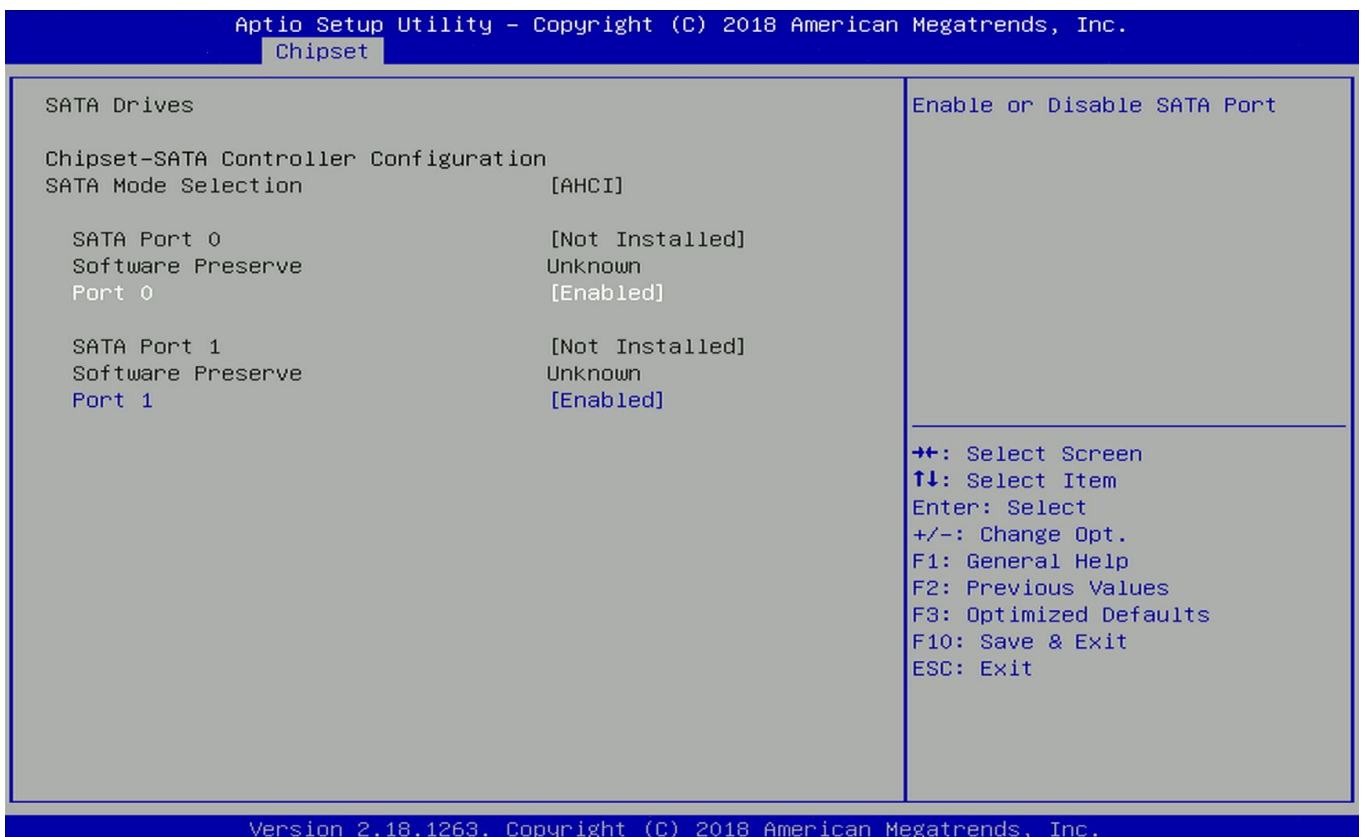 Aptio Setup Utility – Copyright (C) 2018 American Megatrends, Inc.
Chipset
SATA Drives
Chipset-SATA Controller Configuration
SATA Mode Selection [AHCI]
SATA Port 0 [Not Installed]
Software Preserve Unknown
Port 0 [Enabled]
SATA Port 1 [Not Installed]
Software Preserve Unknown
Port 1 [Enabled]
Enable or Disable SATA Port
→←: Select Screen
↑↓: Select Item
Enter: Select
+/-: Change Opt.
F1: General Help
F2: Previous Values
F3: Optimized Defaults
F10: Save & Exit
ESC: Exit
Version 2.18.1263. Copyright (C) 2018 American Megatrends, Inc.